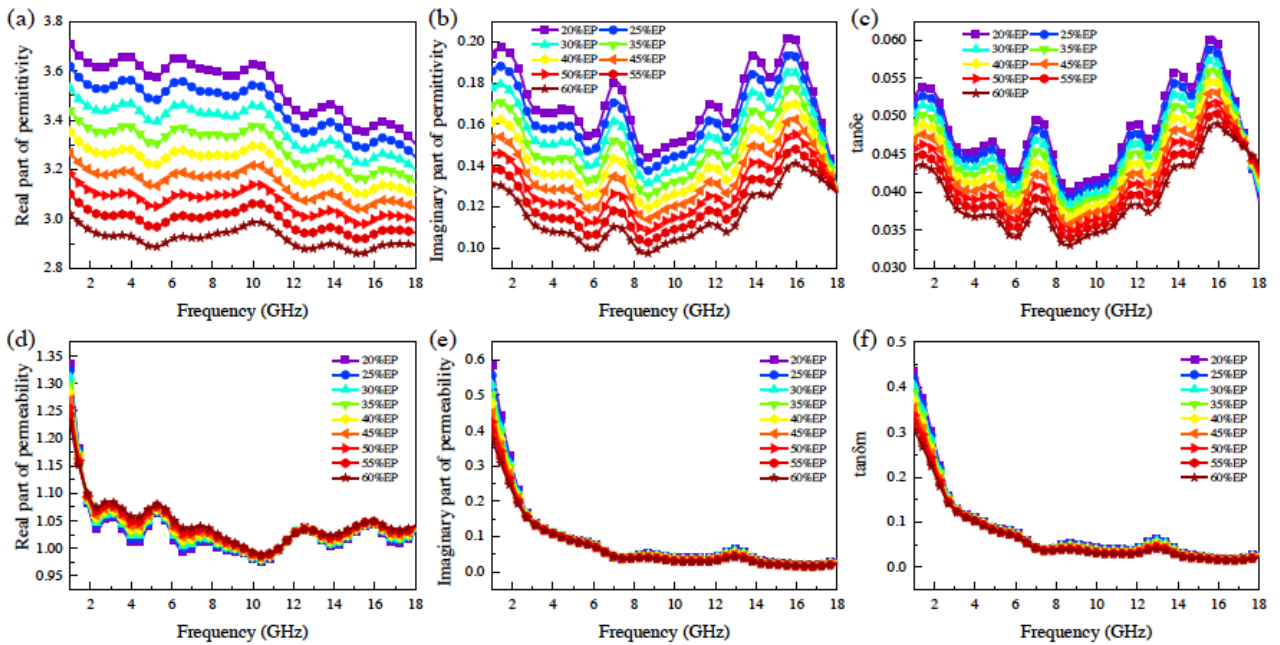 (a)
Real part of permittivity
3.8
3.6
3.4
3.2
3.0
2.8
2 4 6 8 10 12 14 16 18
Frequency (GHz)
(b)
Imaginary part of permittivity
0.20
0.18
0.16
0.14
0.12
0.10
20%EP 25%EP
30%EP 35%EP
40%EP 45%EP
50%EP 55%EP
60%EP
2 4 6 8 10 12 14 16 18
Frequency (GHz)
(c)
tanδe
0.060
0.055
0.050
0.045
0.040
0.035
0.030
20%EP 25%EP
30%EP 35%EP
40%EP 45%EP
50%EP 55%EP
60%EP
2 4 6 8 10 12 14 16 18
Frequency (GHz)
(d)
Real part of permeability
1.35
1.30
1.25
1.20
1.15
1.10
1.05
1.00
0.95
20%EP
25%EP
30%EP
35%EP
40%EP
45%EP
50%EP
55%EP
60%EP
2 4 6 8 10 12 14 16 18
Frequency (GHz)
(e)
Imaginary part of permeability
0.6
0.5
0.4
0.3
0.2
0.1
0.0
20%EP
25%EP
30%EP
35%EP
40%EP
45%EP
50%EP
55%EP
60%EP
2 4 6 8 10 12 14 16 18
Frequency (GHz)
(f)
tanδm
0.5
0.4
0.3
0.2
0.1
0.0
20%EP
25%EP
30%EP
35%EP
40%EP
45%EP
50%EP
55%EP
60%EP
2 4 6 8 10 12 14 16 18
Frequency (GHz)